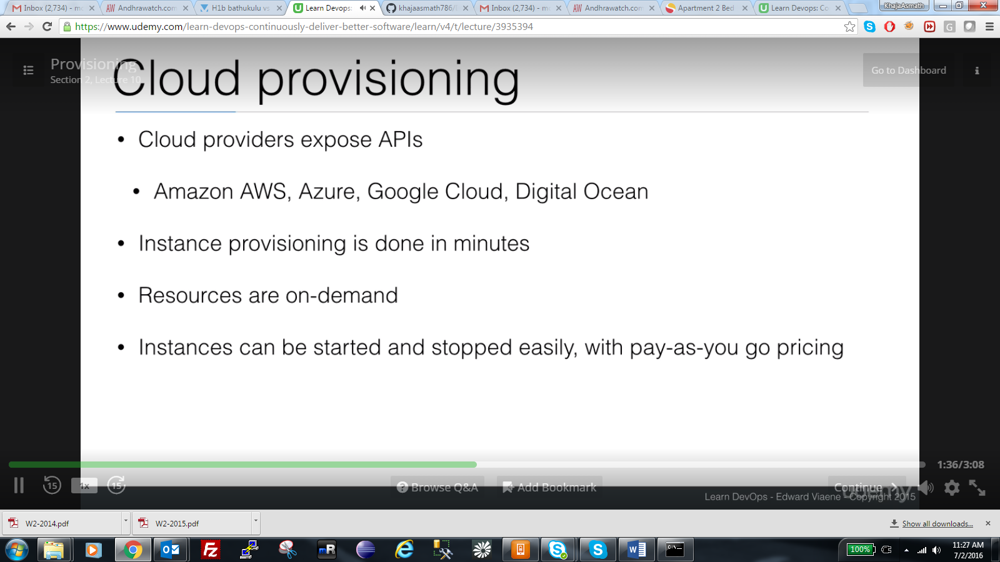 Inbox (2,734) - mc
Andhrawatch.com
H1b bathukulu vs
Learn Devops:
khajaasmath786/
Inbox (2,734) - mc
Andhrawatch.com
Apartment 2 Bed
Learn Devops: Co
KhajaAsmath
https://www.udemy.com/learn-devops-continuously-deliver-better-software/learn/v4/t/lecture/3935394
Provisioning
Section 2, Lecture 10
Go to Dashboard
Cloud provisioning
• Cloud providers expose APIs
• Amazon AWS, Azure, Google Cloud, Digital Ocean
• Instance provisioning is done in minutes
• Resources are on-demand
• Instances can be started and stopped easily, with pay-as-you go pricing
1:36/3:08
15
1x
15
Browse Q&A
Add Bookmark
Continue
udemy
Learn DevOps - Edward Viaene - Copyright 2015
W2-2014.pdf
W2-2015.pdf
Show all downloads...
100%
11:27 AM
7/2/2016